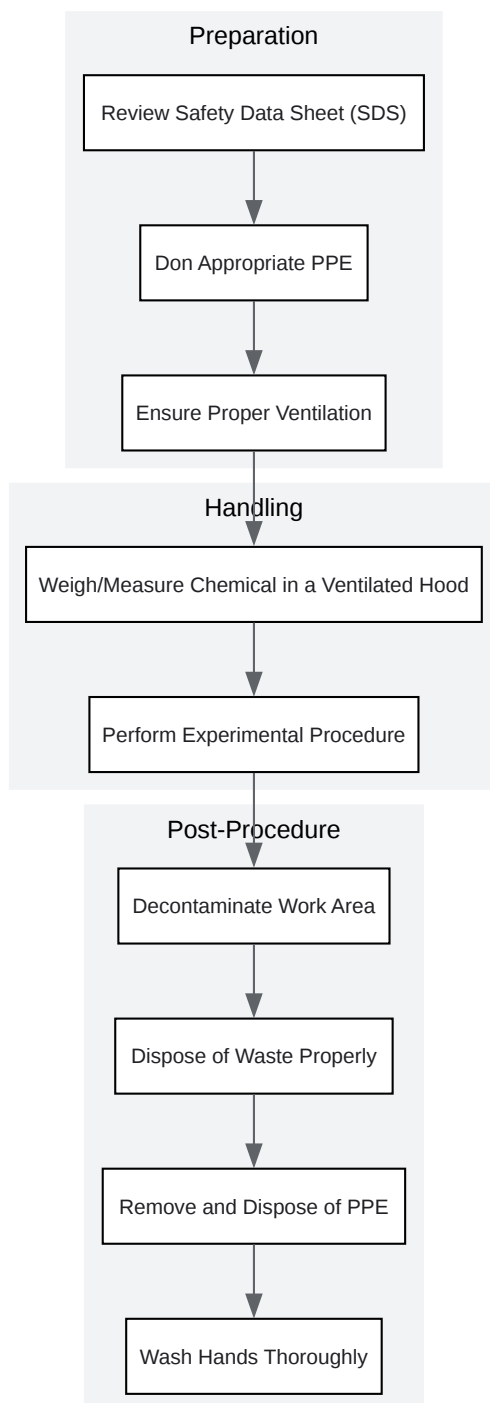 Preparation
Review Safety Data Sheet (SDS)
Don Appropriate PPE
Ensure Proper Ventilation
Handling
Weigh/Measure Chemical in a Ventilated Hood
Perform Experimental Procedure
Post-Procedure
Decontaminate Work Area
Dispose of Waste Properly
Remove and Dispose of PPE
Wash Hands Thoroughly